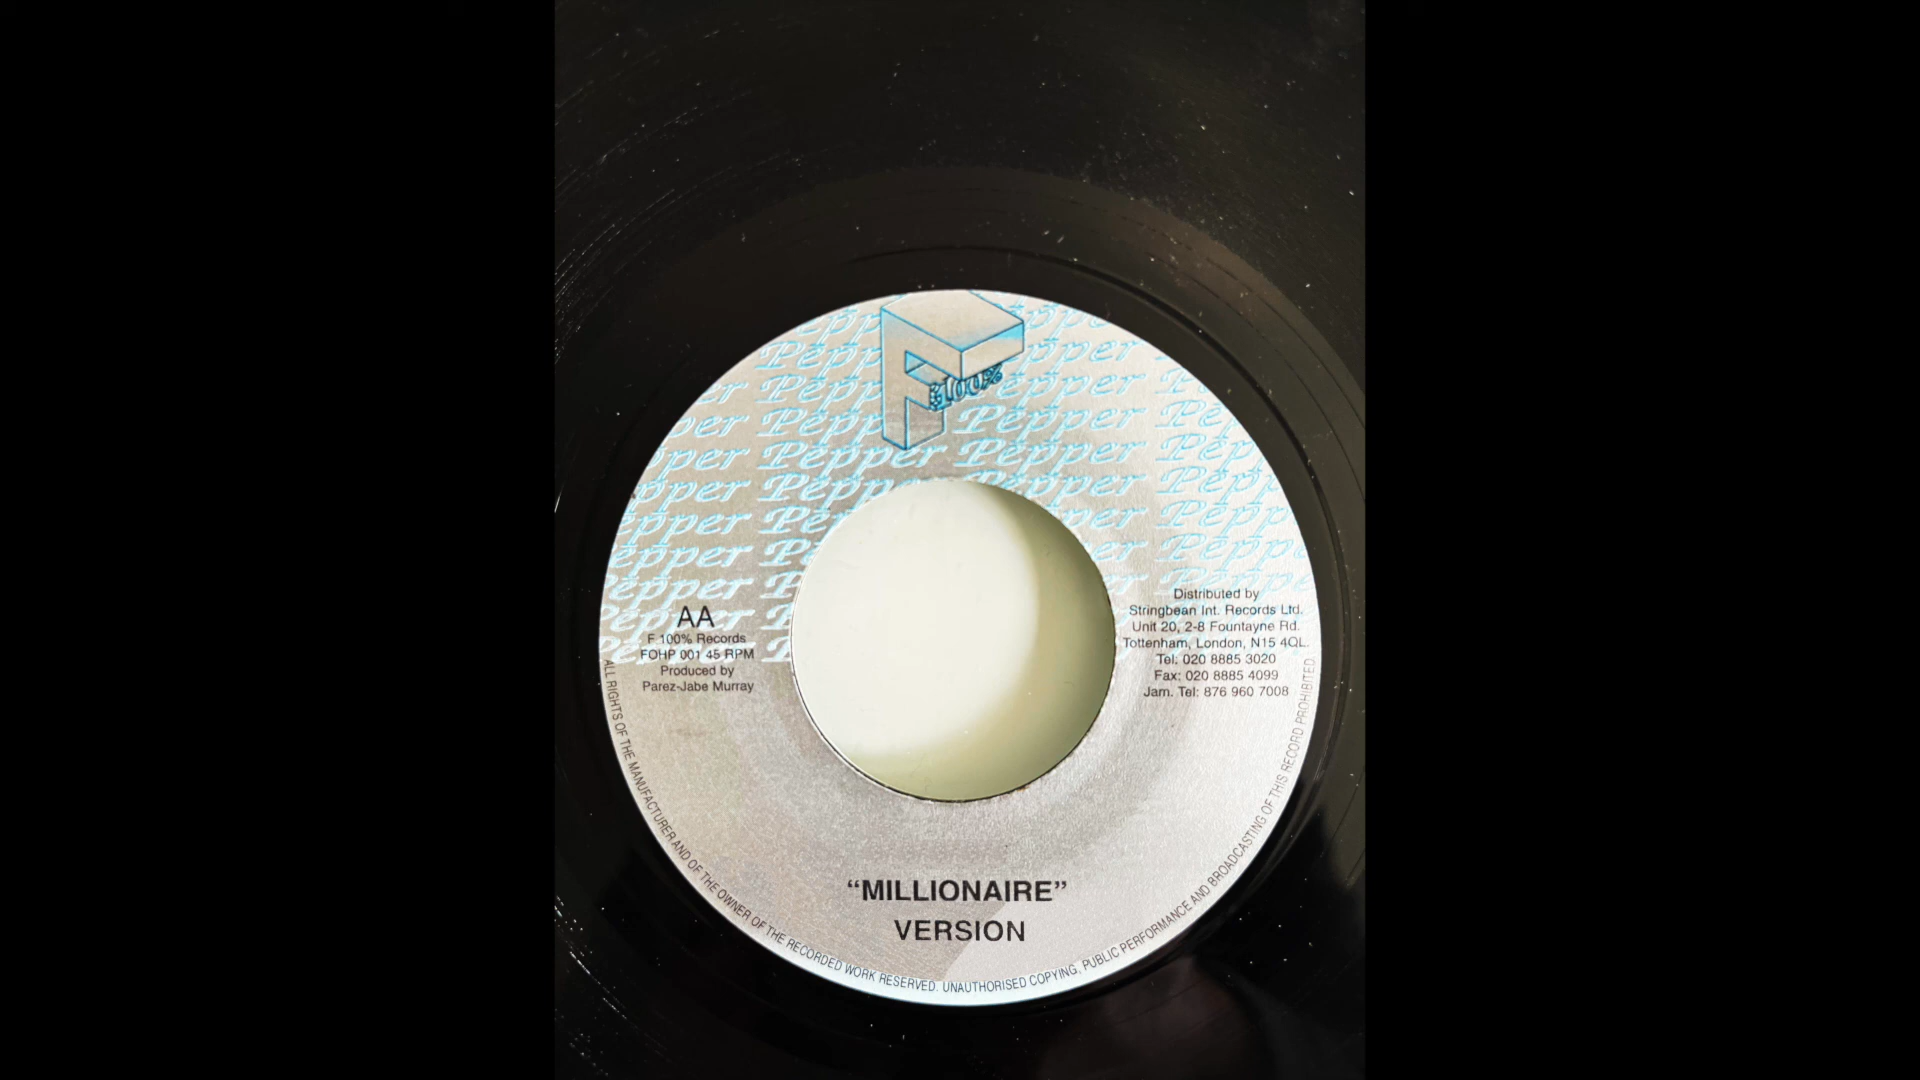 F
100%
Pepper Pepper Pepper
AA
F 100% Records
FOHP 001 45 RPM
Produced by
Parez-Jabe Murray
Distributed by
Stringbean Int. Records Ltd.
Unit 20, 2-8 Fountayne Rd.
Tottenham, London, N15 4QL.
Tel: 020 8885 3020
Fax: 020 8885 4099
Jam. Tel: 876 960 7008
“MILLIONAIRE”
VERSION
ALL RIGHTS OF THE MANUFACTURER AND OF THE OWNER OF THE RECORDED WORK RESERVED. UNAUTHORISED COPYING, PUBLIC PERFORMANCE AND BROADCASTING OF THIS RECORD PROHIBITED.